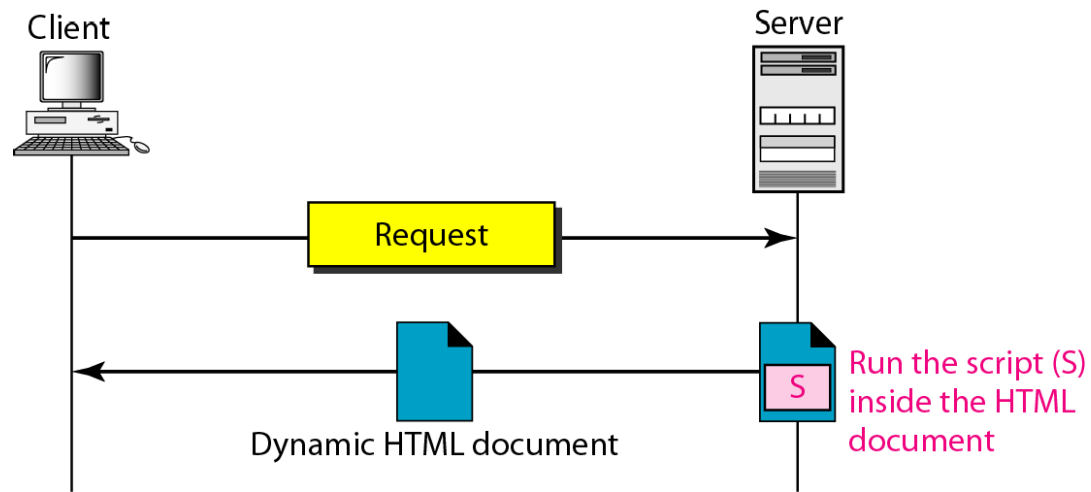 Client
Server
Request
S
Run the script (S)
inside the HTML
document
Dynamic HTML document